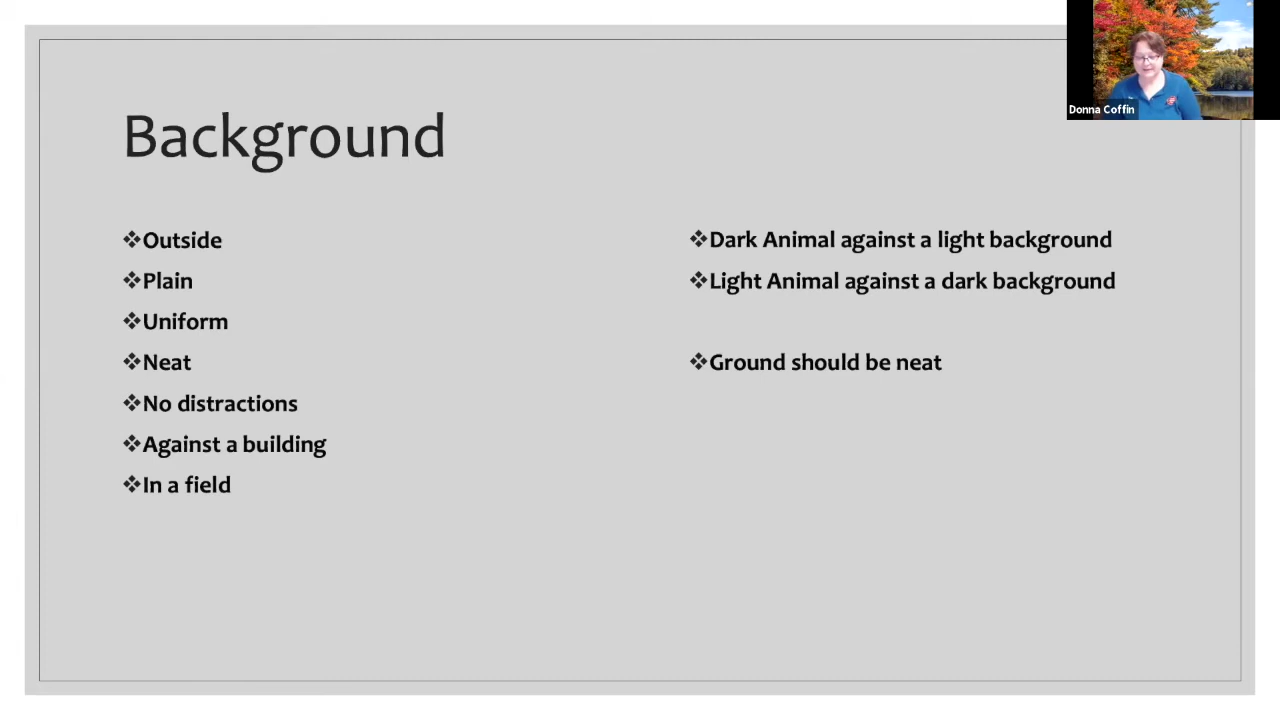 Donna Coffin
Background
Outside
Plain
Uniform
Neat
No distractions
Against a building
In a field
Dark Animal against a light background
Light Animal against a dark background
Ground should be neat